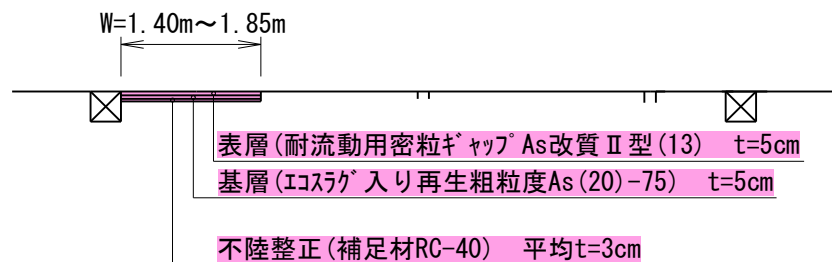 W=1.40m～1.85m
表層(耐流動用密粒ｷﾞｬｯﾌﾟAs改質Ⅱ型(13)　t=5cm
基層(ｴｺｽﾗｸﾞ入り再生粗粒度As(20)-75)　t=5cm
不陸整正(補足材RC-40)　平均t=3cm